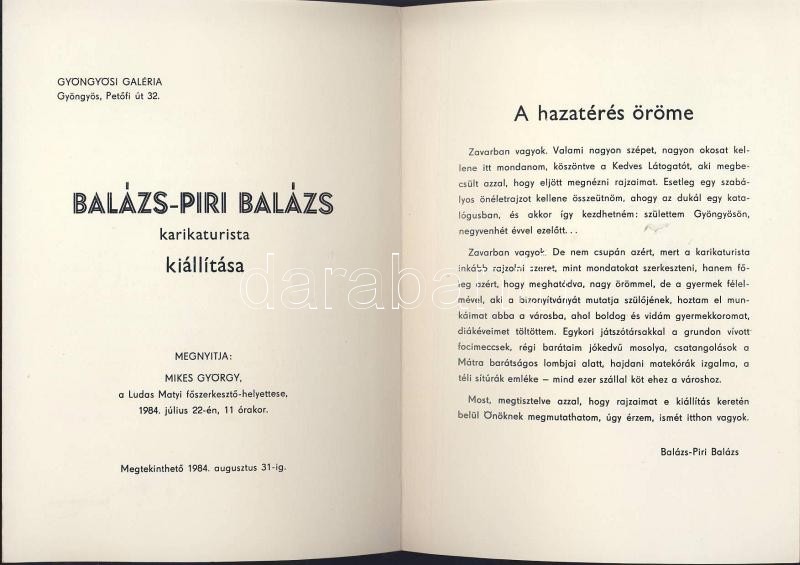 GYÖNGYÖSI GALÉRIA
Gyöngyös, Petőfi út 32.
BALÁZS-PIRI BALÁZS
karikaturista
kiállítása
MEGNYITJA:
MIKES GYÖRGY,
a Ludas Matyi főszerkesztő-helyettese,
1984. július 22-én, 11 órakor.
Megtekinthető 1984. augusztus 31-ig.
A hazatérés öröme
Zavarban vagyok. Valami nagyon szépet, nagyon okosat kel-
lene itt mondanom, köszöntve a Kedves Látogatót, aki megbe-
csült azzal, hogy eljött megnézni rajzaimat. Esetleg egy szabá-
lyos önéletrajzot kellene összeütnöm, ahogy az dukál egy kata-
lógusban, és akkor így kezdhetném: születtem Gyöngyösön,
negyvenhét évvel ezelőtt...
Zavarban vagyok. De nem csupán azért, mert a karikaturista
inkább rajzolni szeret, mint mondatokat szerkeszteni, hanem fő-
leg azért, hogy meghatódva, nagy örömmel, de a gyermek félel-
mével, aki a bizonyítványát mutatja szülőjének, hoztam el mun-
káimat abba a városba, ahol boldog és vidám gyermekkoromat,
diákéveimet töltöttem. Egykori játszótársakkal a grundon vívott
focimeccsek, régi barátaim jókedvű mosolya, csatangolások a
Mátra barátságos lombjai alatt, hajdani matekórák izgalma, a
téli sítúrák emléke – mind ezer szállal köt ehez a városhoz.
Most, megtisztelve azzal, hogy rajzaimat e kiállítás keretén
belül Önöknek megmutathatom, úgy érzem, ismét itthon vagyok.
Balázs-Piri Balázs
darabanth